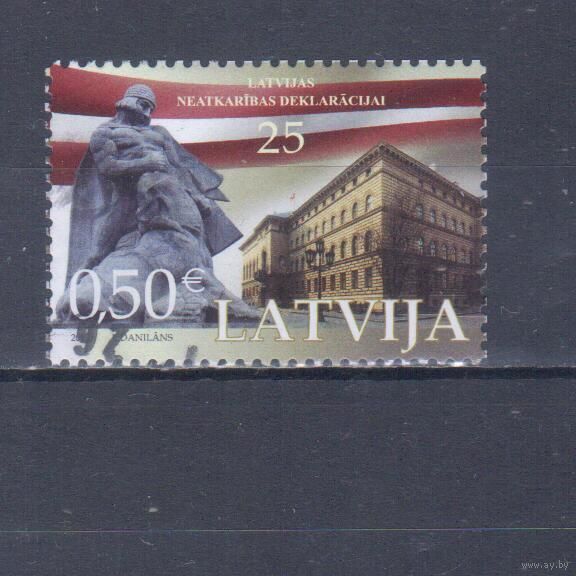 LATVIJAS
NEATKARĪBAS DEKLARĀCIJAI
25
0,50€
LATVIJA
DANILĀNS
www.ay.by